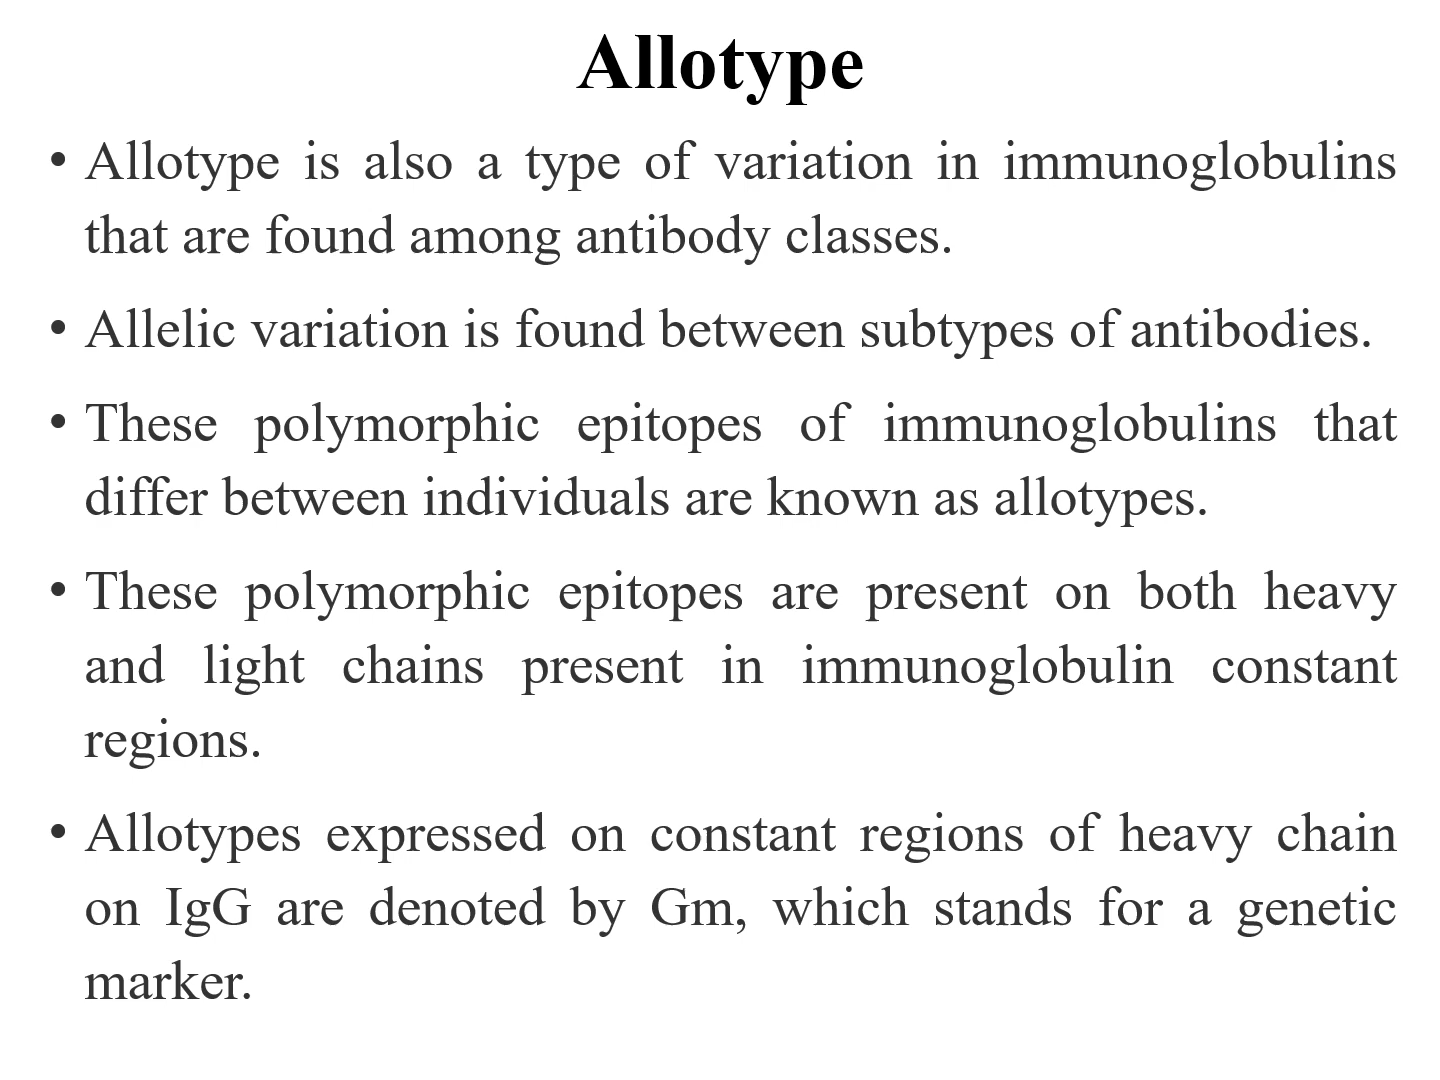 Allotype
• Allotype is also a type of variation in immunoglobulins
that are found among antibody classes.
• Allelic variation is found between subtypes of antibodies.
• These polymorphic epitopes of immunoglobulins that
differ between individuals are known as allotypes.
• These polymorphic epitopes are present on both heavy
and light chains present in immunoglobulin constant
regions.
• Allotypes expressed on constant regions of heavy chain
on IgG are denoted by Gm, which stands for a genetic
marker.